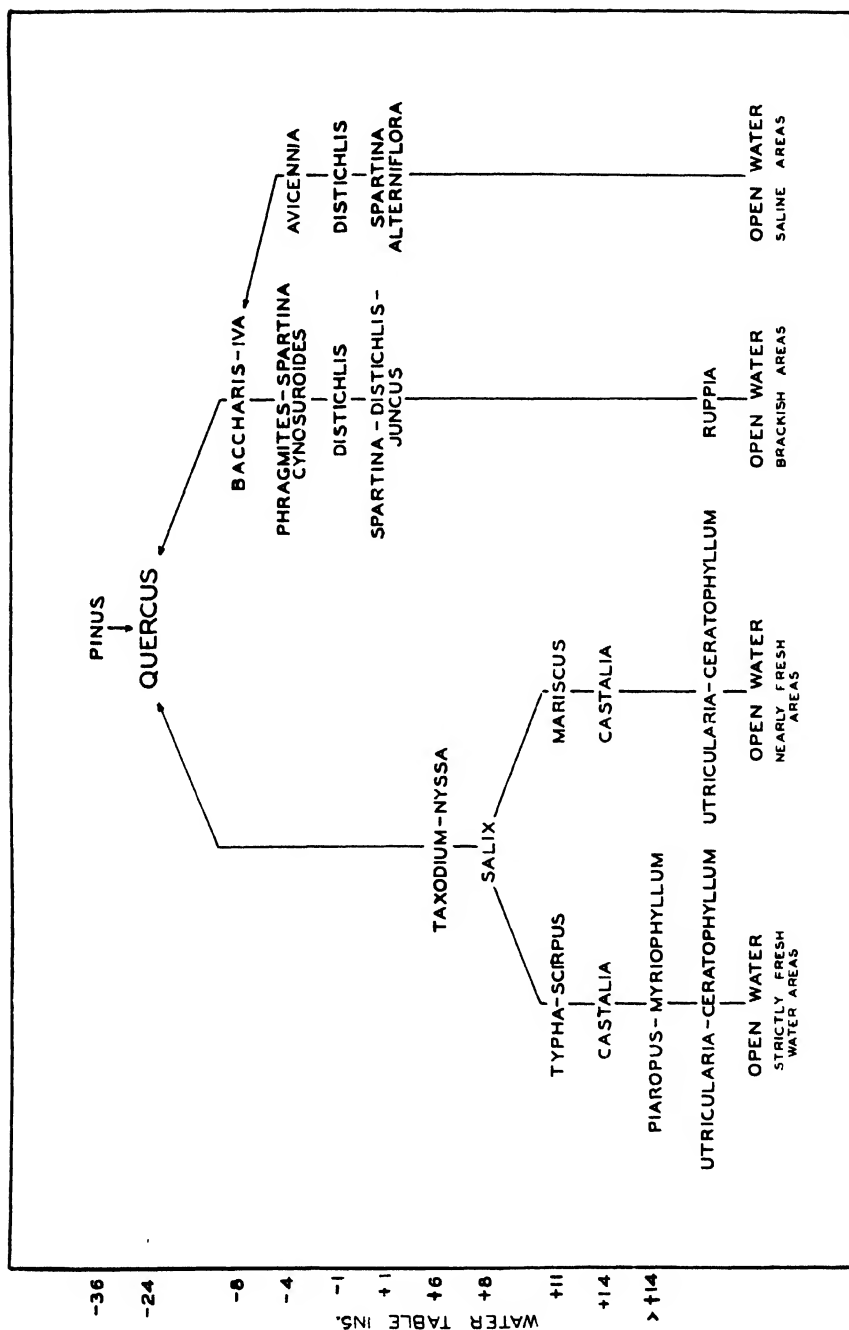 PINUS
QUERCUS
BACCHARIS-IVA
PHRAGMITES-SPARTINA
CYNOSUROIDES
AVICENNIA
DISTICHLIS
DISTICHLIS
SPARTINA-DISTICHLIS-
JUNCUS
SPARTINA
ALTERNIFLORA
TAXODIUM-NYSSA
SALIX
TYPHA-SCIRPUS
MARISCUS
CASTALIA
CASTALIA
PIAROPUS-MYRIOPHYLLUM
UTRICULARIA-CERATOPHYLLUM
UTRICULARIA-CERATOPHYLLUM
RUPPIA
OPEN WATER
STRICTLY FRESH
WATER AREAS
OPEN WATER
NEARLY FRESH
AREAS
OPEN WATER
BRACKISH AREAS
OPEN WATER
SALINE AREAS
WATER TABLE INS.
-36
-24
-8
-4
-1
+1
+6
+8
+11
+14
>+14